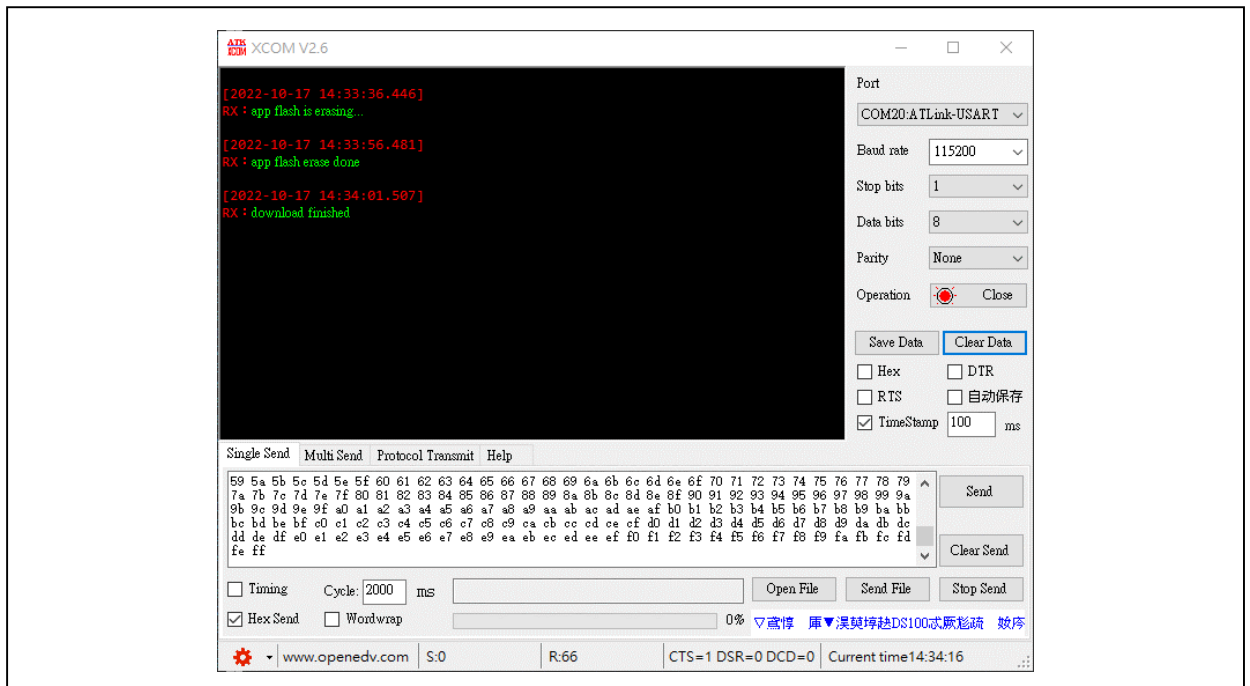 ATK XCOM XCOM V2.6
[2022-10-17 14:33:36.446]
RX:app flash is erasing...
[2022-10-17 14:33:56.481]
RX:app flash erase done
[2022-10-17 14:34:01.507]
RX:download finished
Port
COM20:ATLink-USART
Baud rate 115200
Stop bits 1
Data bits 8
Parity None
Operation Close
Save Data Clear Data
Hex DTR
RTS 自动保存
TimeStamp 100 ms
Single Send Multi Send Protocol Transmit Help
59 5a 5b 5c 5d 5e 5f 60 61 62 63 64 65 66 67 68 69 6a 6b 6c 6d 6e 6f 70 71 72 73 74 75 76 77 78 79
7a 7b 7c 7d 7e 7f 80 81 82 83 84 85 86 87 88 89 8a 8b 8c 8d 8e 8f 90 91 92 93 94 95 96 97 98 99 9a
9b 9c 9d 9e 9f a0 a1 a2 a3 a4 a5 a6 a7 a8 a9 aa ab ac ad ae af b0 b1 b2 b3 b4 b5 b6 b7 b8 b9 ba bb
bc bd be bf c0 c1 c2 c3 c4 c5 c6 c7 c8 c9 ca cb cc cd ce cf d0 d1 d2 d3 d4 d5 d6 d7 d8 d9 da db dc
dd de df e0 e1 e2 e3 e4 e5 e6 e7 e8 e9 ea eb ec ed ee ef f0 f1 f2 f3 f4 f5 f6 f7 f8 f9 fa fb fc fd
fe ff
Send
Clear Send
Timing Cycle: 2000 ms Open File Send File Stop Send
Hex Send Wordwrap 0% DS100
www.openedv.com S:0 R:66 CTS=1 DSR=0 DCD=0 Current time14:34:16